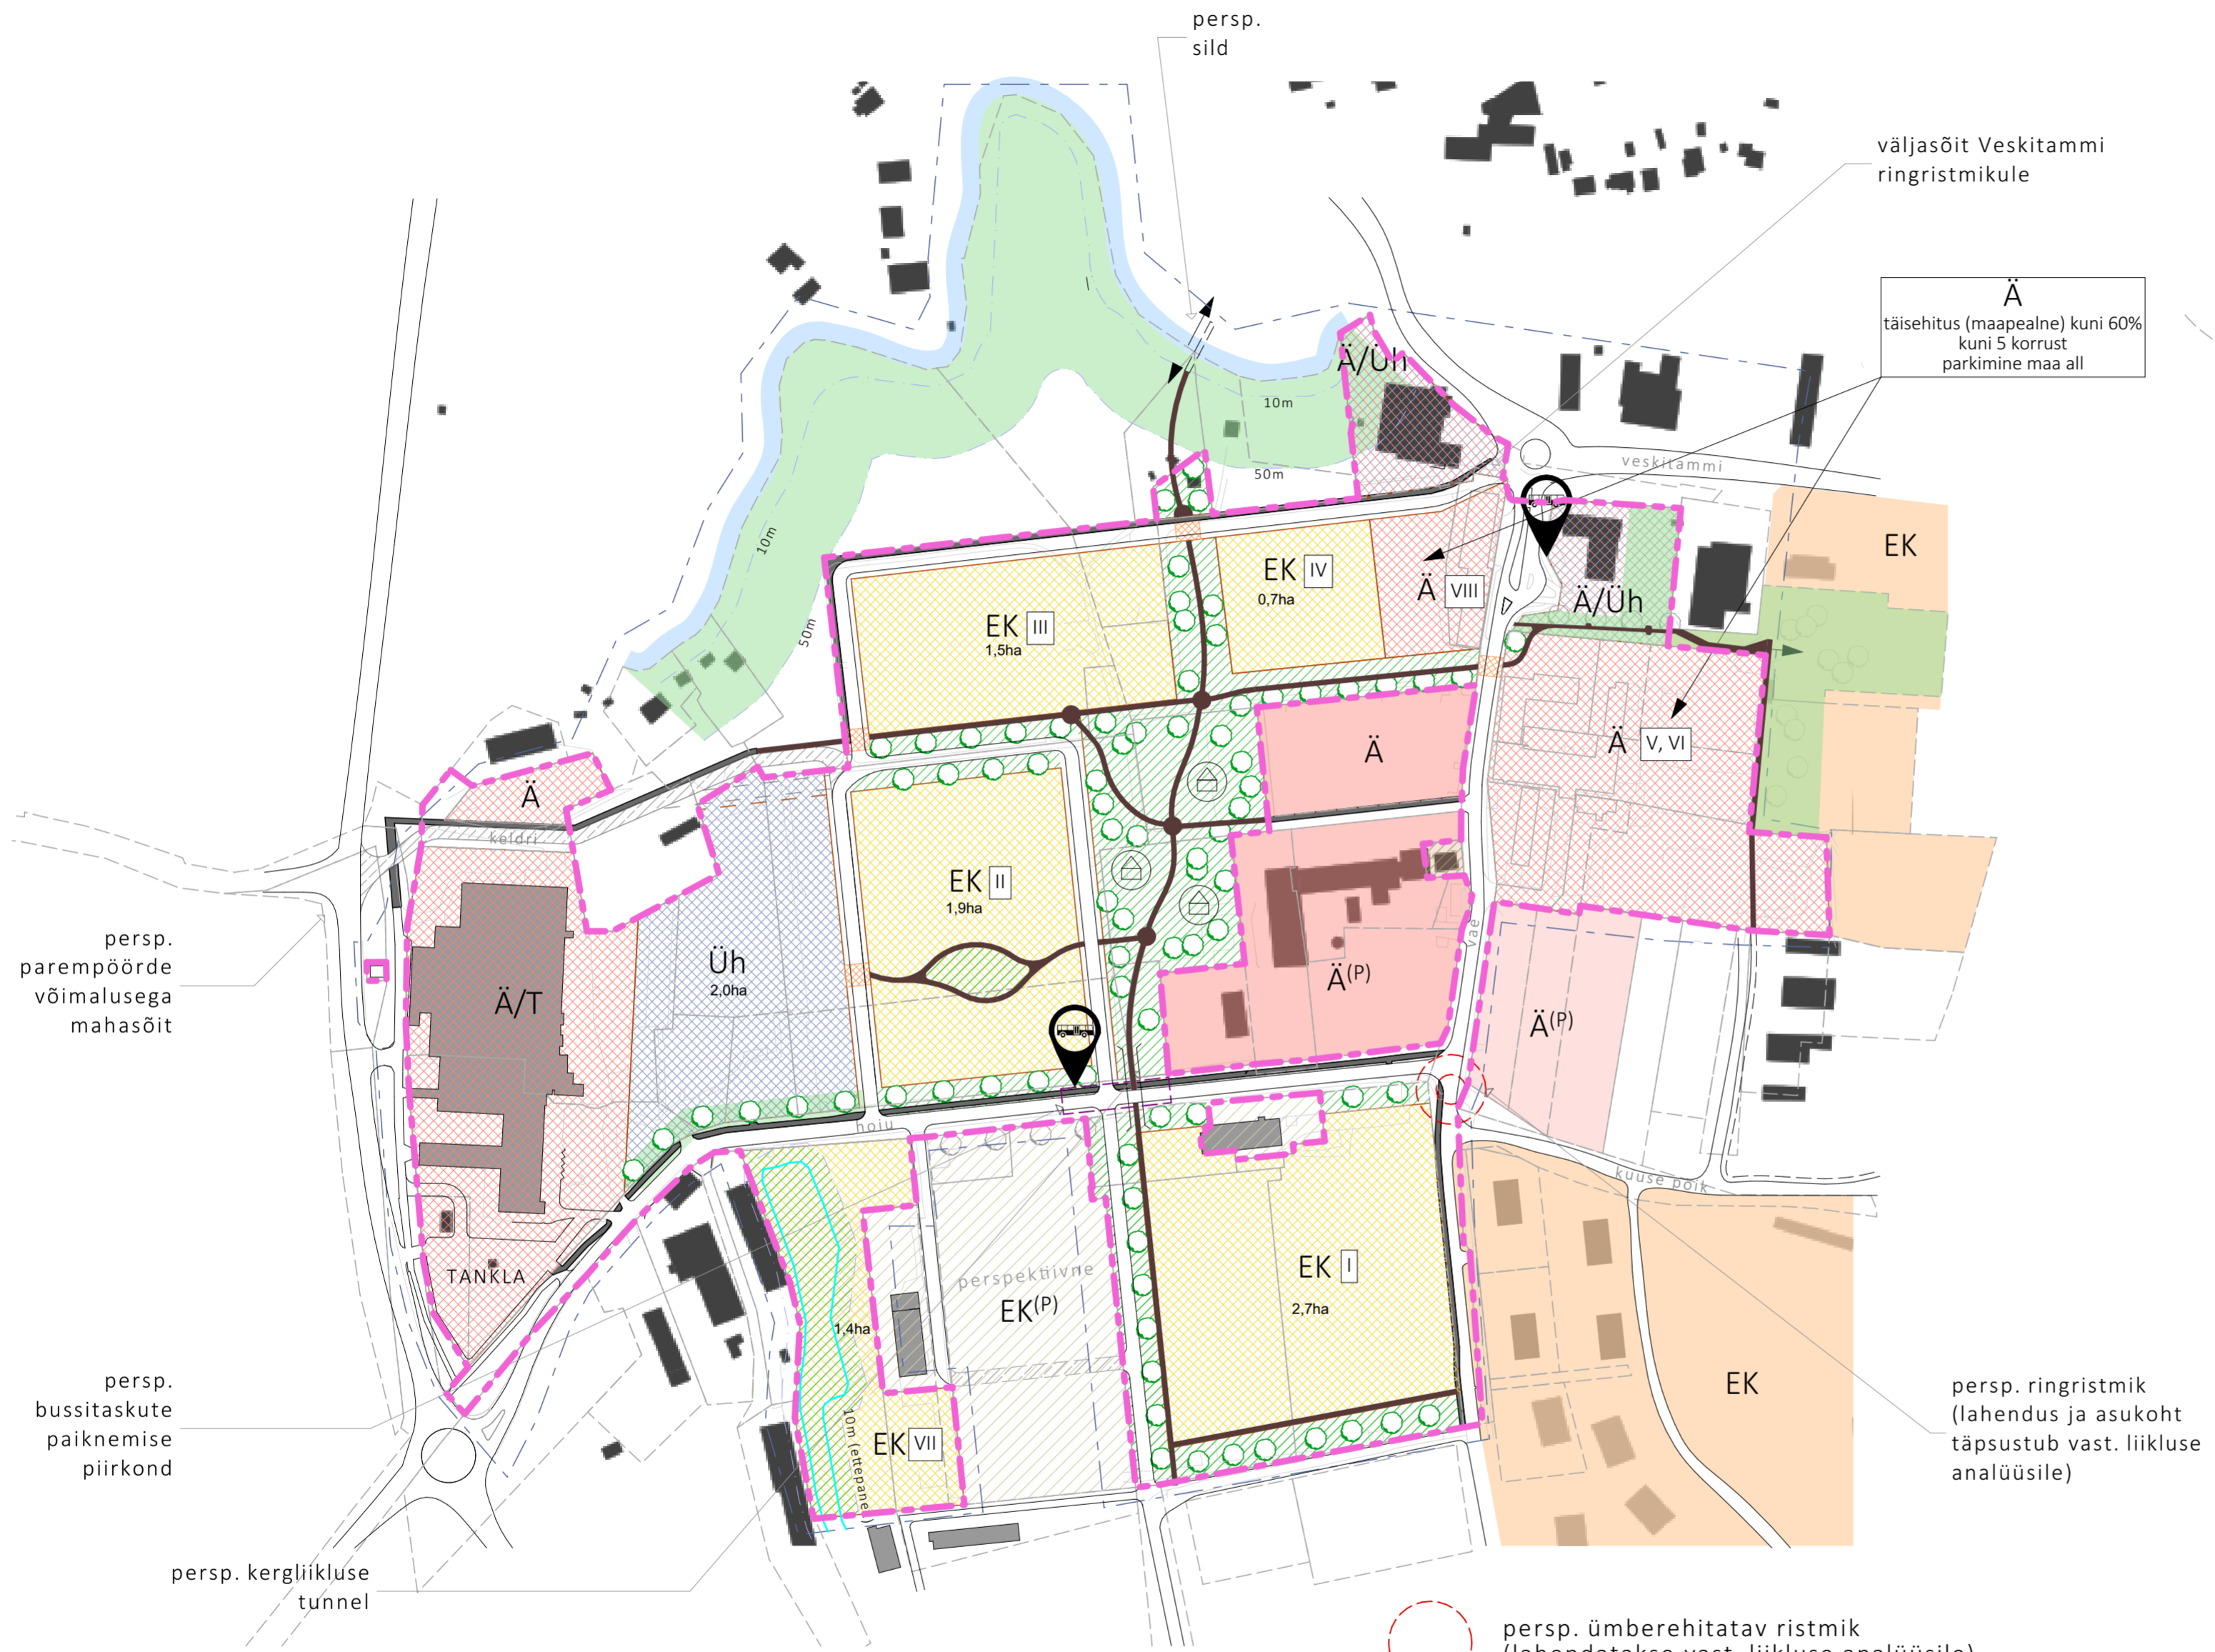 persp.
sild
väljasõit Veskitammi
ringristmikule
Ä
täisehitus (maapealne) kuni 60%
kuni 5 korrust
parkimine maa all
Ä/Üh
10m
50m
veskitammi
EK
10m
50m
EK IV
0,7ha
Ä VIII
Ä/Üh
EK III
1,5ha
Ä
Ä V, VI
Ä
keldri
EK II
1,9ha
Üh
2,0ha
vae
Ä(P)
Ä(P)
Ä/T
persp.
parempöörde
võimalusega
mahasõit
hoiu
kuuse põik
TANKLA
perspektiivne
EK(P)
EK I
2,7ha
1,4ha
EK
EK VII
10m (ettepanek)
persp.
bussitaskute
paiknemise
piirkond
persp. ringristmik
(lahendus ja asukoht
täpsustub vast. liikluse
analüüsile)
persp. kergliikluse
tunnel
persp. ümberehitatav ristmik
(lahendatakse vast. liikluse analüüsile)